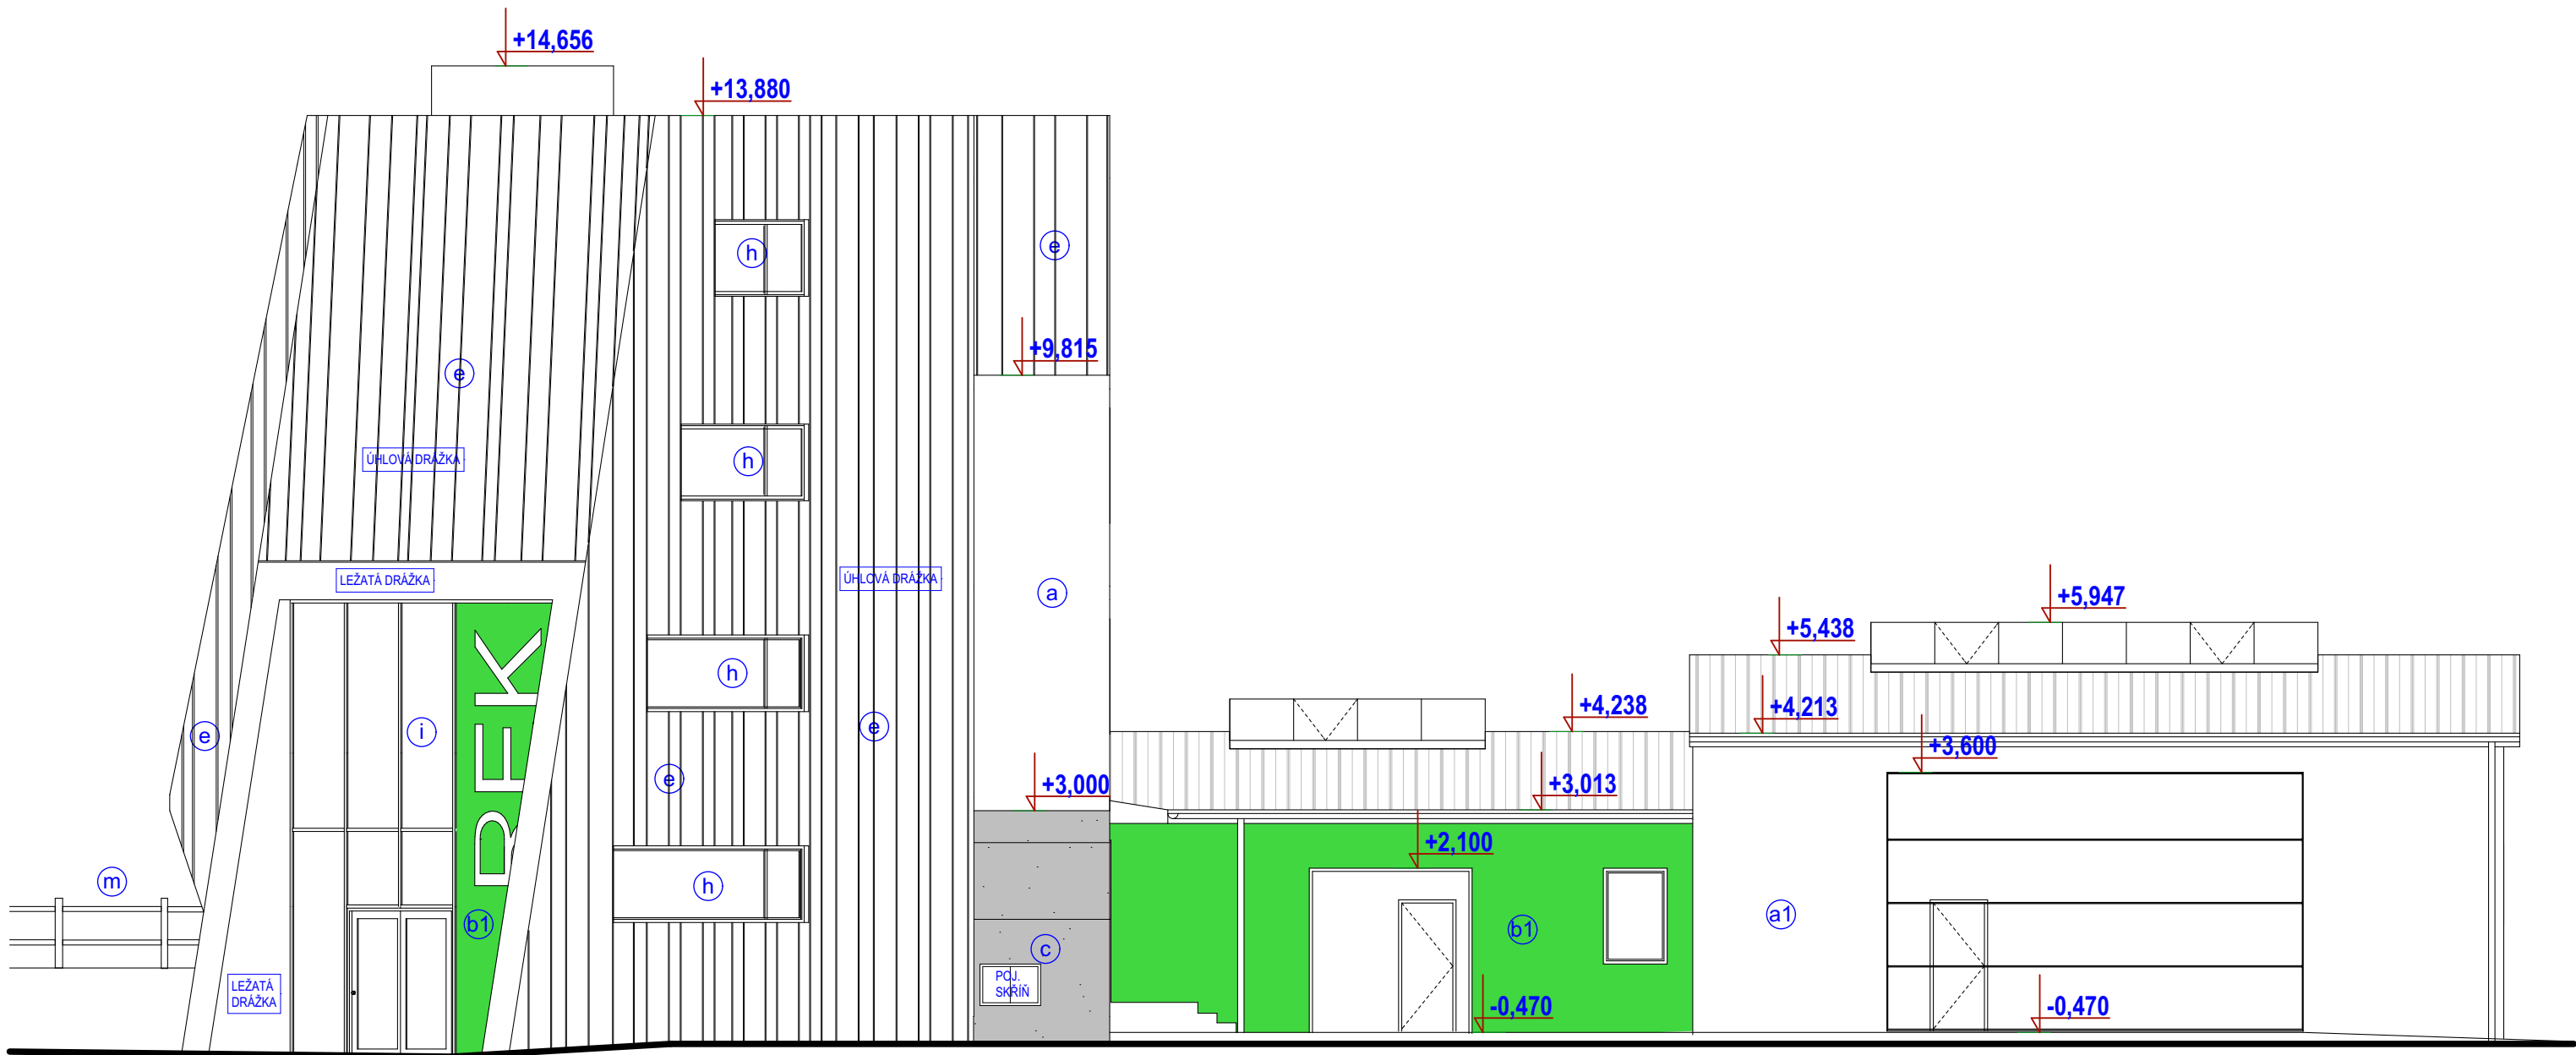 +14,656
+13,880
h
e
+9,815
e
h
ÚHLOVÁ DRÁŽKA
LEŽATÁ DRÁŽKA
ÚHLOVÁ DRÁŽKA
a
+5,947
+5,438
h
+4,238
+4,213
e
i
e
+3,600
e
+3,000
+3,013
REK
+2,100
m
h
b1
b1
a1
c
LEŽATÁ
DRÁŽKA
POJ.
SKŘÍŇ
-0,470
-0,470